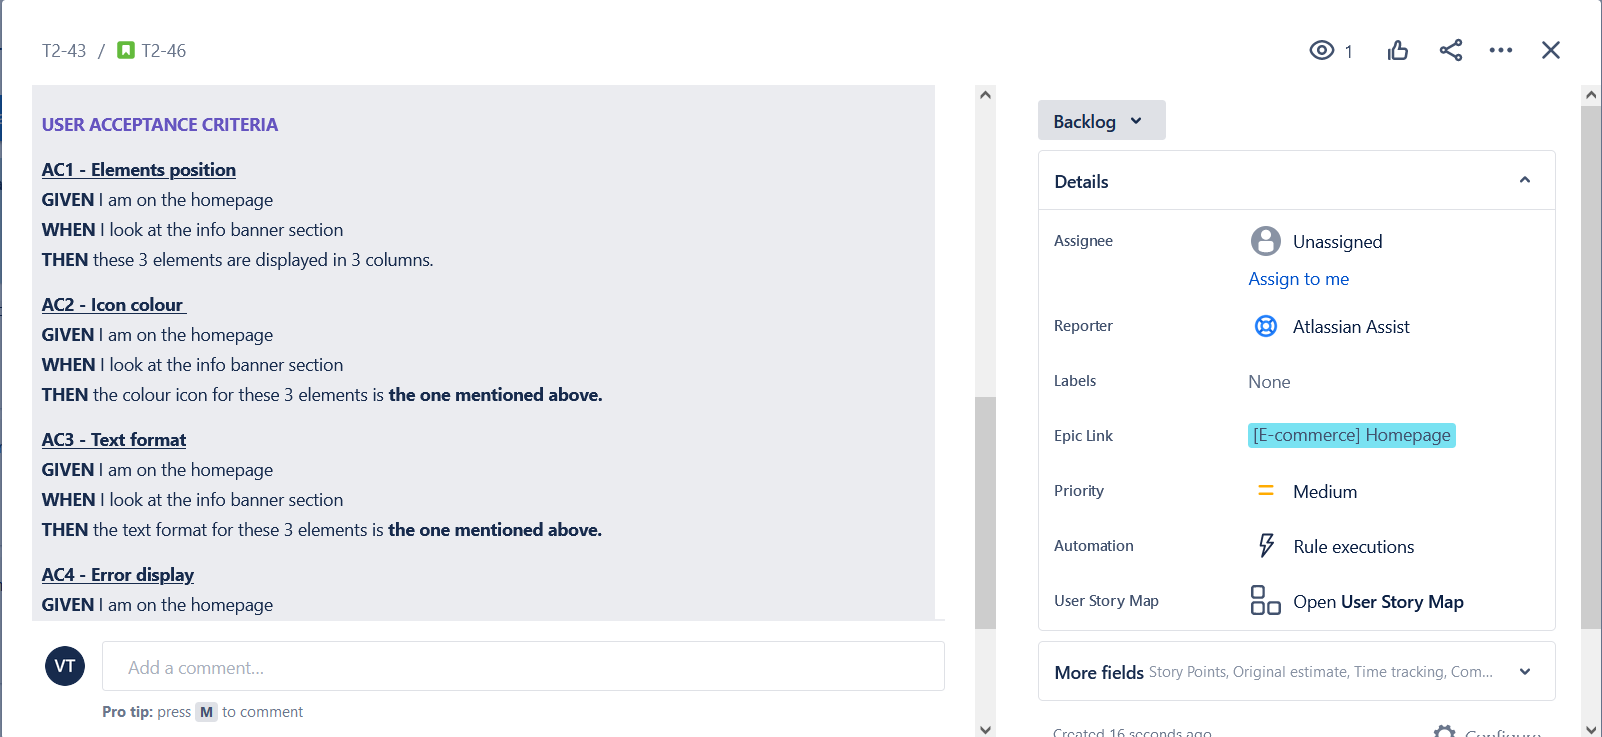 T2-43 / T2-46
1
USER ACCEPTANCE CRITERIA
AC1 - Elements position
GIVEN I am on the homepage
WHEN I look at the info banner section
THEN these 3 elements are displayed in 3 columns.
AC2 - Icon colour
GIVEN I am on the homepage
WHEN I look at the info banner section
THEN the colour icon for these 3 elements is the one mentioned above.
AC3 - Text format
GIVEN I am on the homepage
WHEN I look at the info banner section
THEN the text format for these 3 elements is the one mentioned above.
AC4 - Error display
GIVEN I am on the homepage
VT
Add a comment...
Pro tip: press M to comment
Backlog
Details
Assignee
Unassigned
Assign to me
Reporter
Atlassian Assist
Labels
None
Epic Link
[E-commerce] Homepage
Priority
Medium
Automation
Rule executions
User Story Map
Open User Story Map
More fields Story Points, Original estimate, Time tracking, Com...
Created 16 seconds ago
Configure